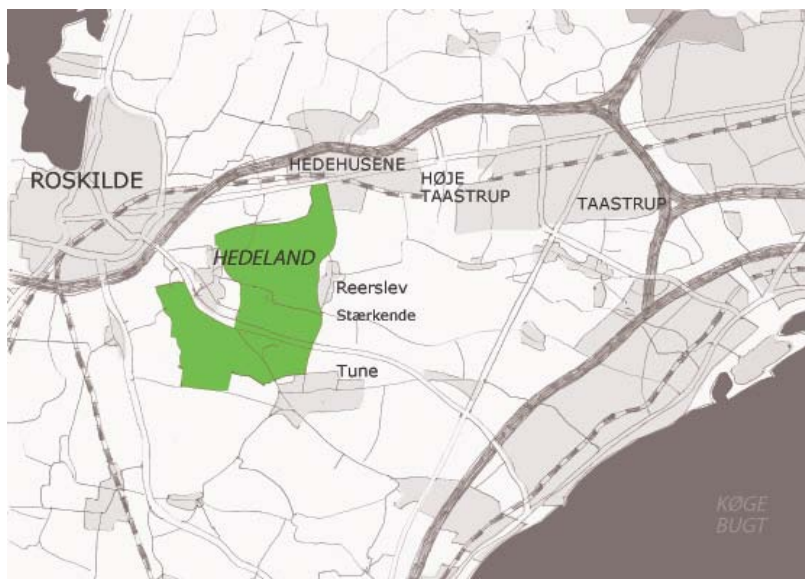 HEDEHUSENE
ROSKILDE
HØJE
TAASTRUP
TAASTRUP
HEDELAND
Reerslev
Stærkende
Tune
KØGE
BUGT